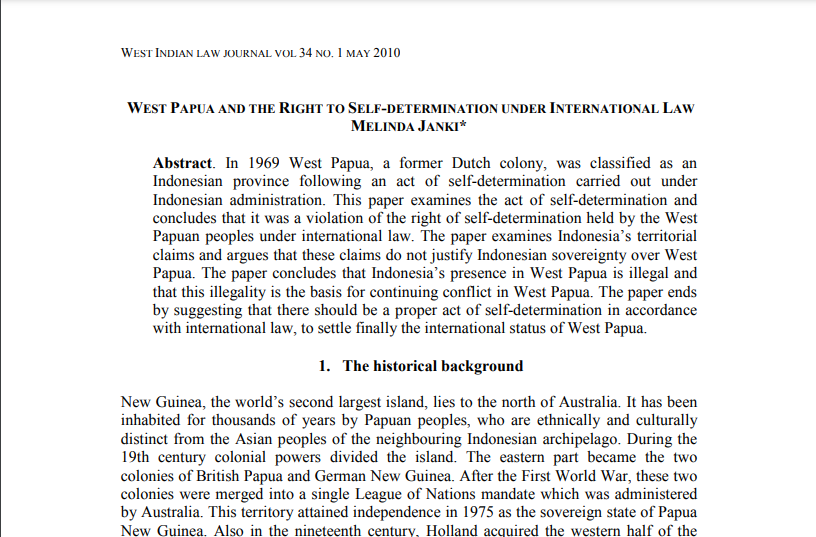 WEST INDIAN LAW JOURNAL VOL 34 NO. 1 MAY 2010
WEST PAPUA AND THE RIGHT TO SELF-DETERMINATION UNDER INTERNATIONAL LAW
MELINDA JANKI*
Abstract. In 1969 West Papua, a former Dutch colony, was classified as an
Indonesian province following an act of self-determination carried out under
Indonesian administration. This paper examines the act of self-determination and
concludes that it was a violation of the right of self-determination held by the West
Papuan peoples under international law. The paper examines Indonesia's territorial
claims and argues that these claims do not justify Indonesian sovereignty over West
Papua. The paper concludes that Indonesia's presence in West Papua is illegal and
that this illegality is the basis for continuing conflict in West Papua. The paper ends
by suggesting that there should be a proper act of self-determination in accordance
with international law, to settle finally the international status of West Papua.
1. The historical background
New Guinea, the world's second largest island, lies to the north of Australia. It has been
inhabited for thousands of years by Papuan peoples, who are ethnically and culturally
distinct from the Asian peoples of the neighbouring Indonesian archipelago. During the
19th century colonial powers divided the island. The eastern part became the two
colonies of British Papua and German New Guinea. After the First World War, these two
colonies were merged into a single League of Nations mandate which was administered
by Australia. This territory attained independence in 1975 as the sovereign state of Papua
New Guinea. Also in the nineteenth century, Holland acquired the western half of the